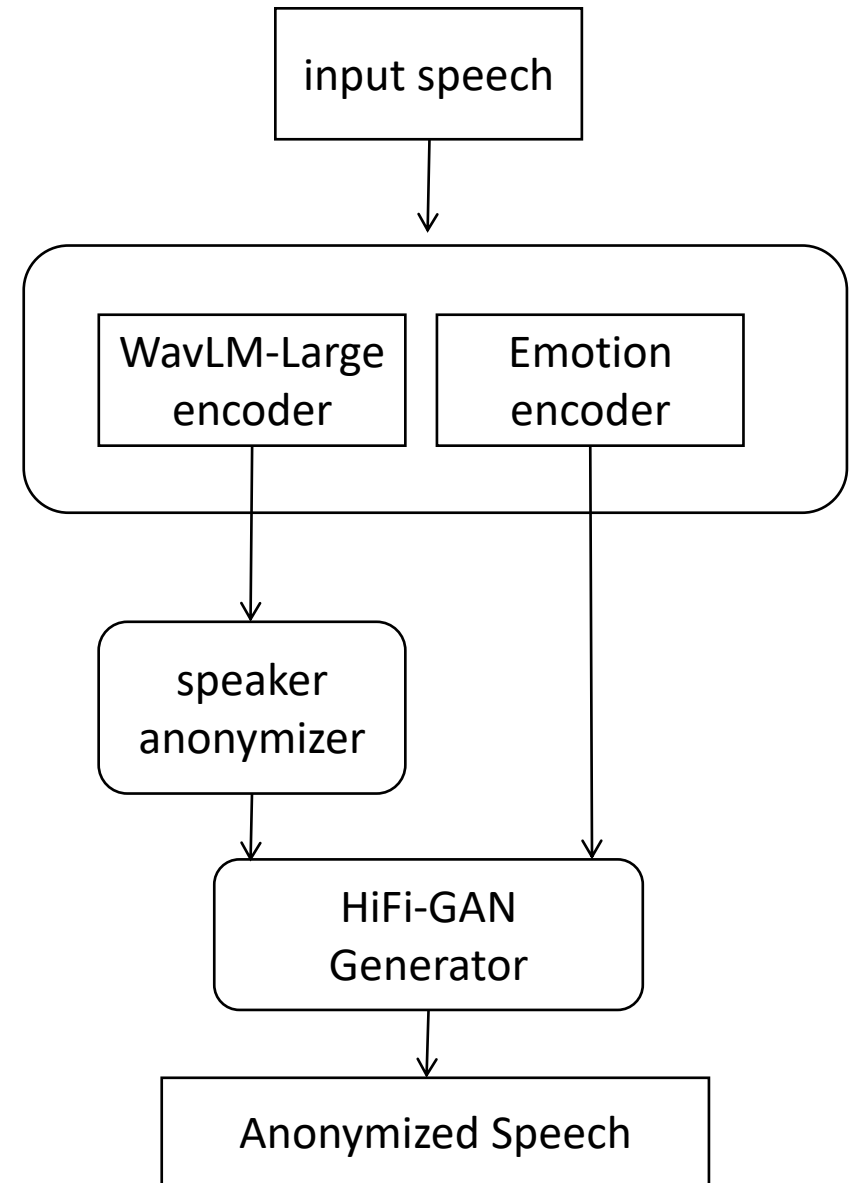 input speech
WavLM-Large
encoder
Emotion
encoder
speaker
anonymizer
HiFi-GAN
Generator
Anonymized Speech